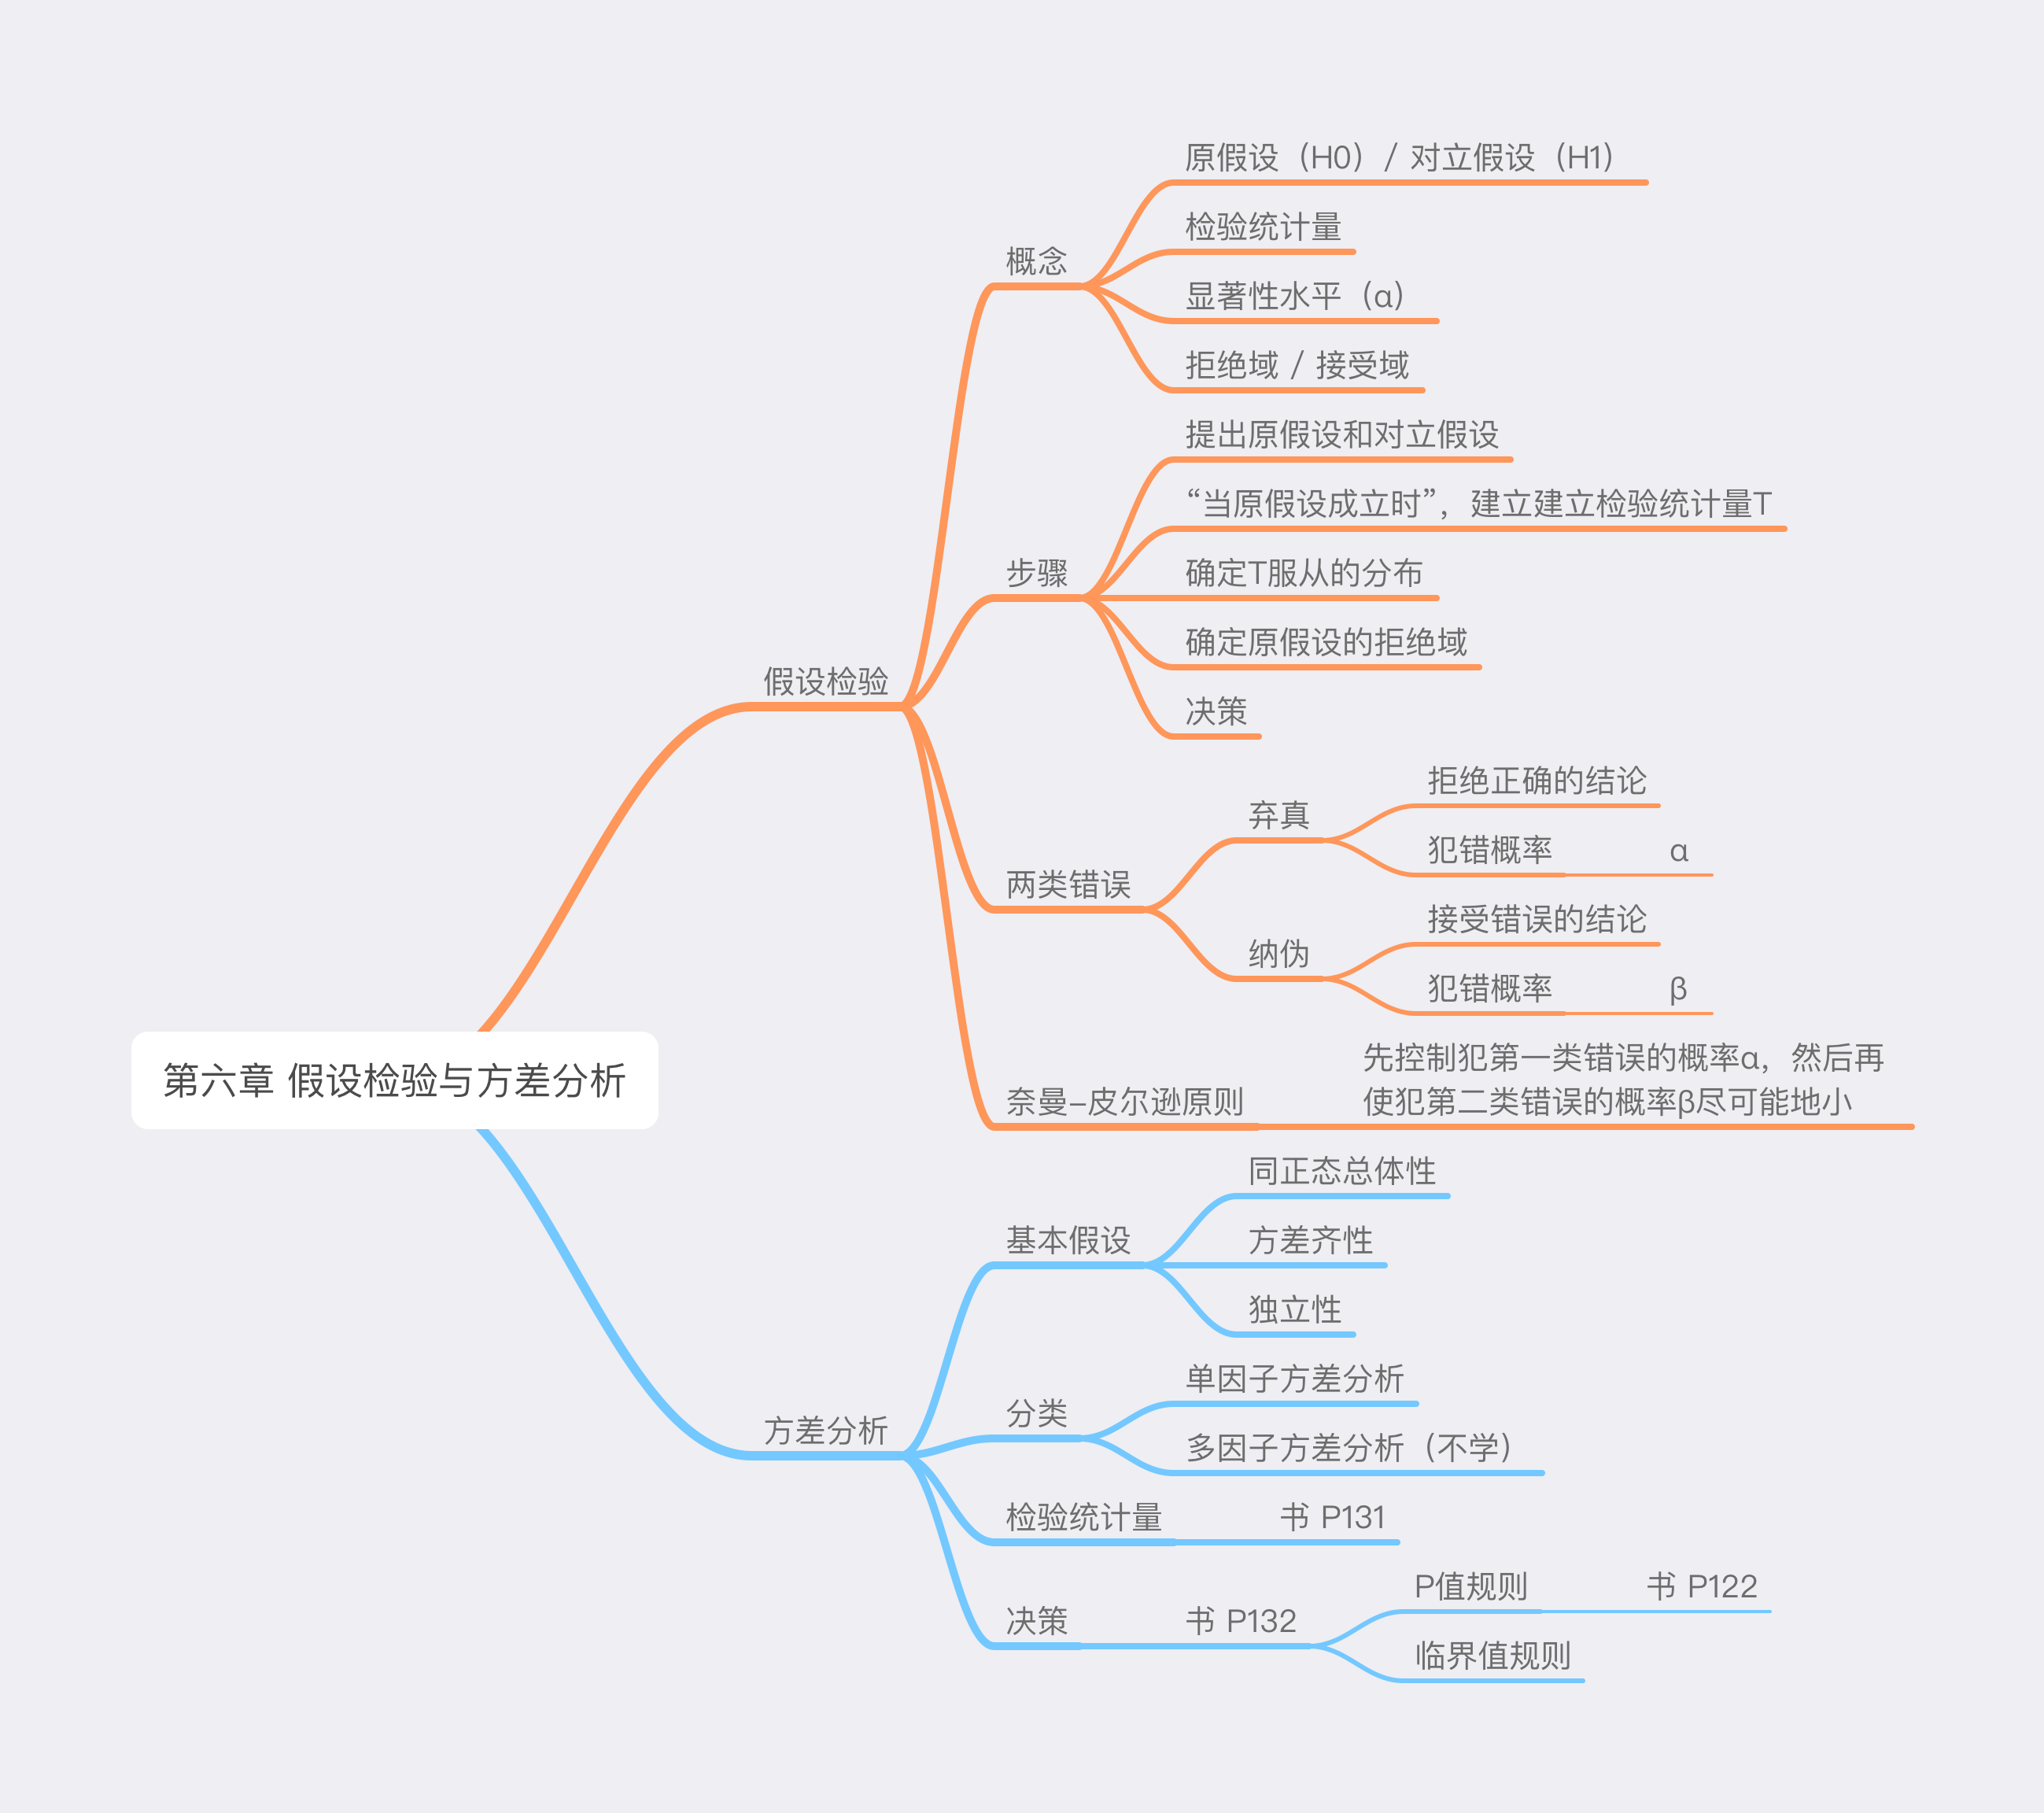 第六章 假设检验与方差分析
假设检验
概念
原假设（H0）/ 对立假设（H1）
检验统计量
显著性水平（α）
拒绝域 / 接受域
步骤
提出原假设和对立假设
“当原假设成立时”，建立建立检验统计量T
确定T服从的分布
确定原假设的拒绝域
决策
两类错误
弃真
拒绝正确的结论
犯错概率
α
纳伪
接受错误的结论
犯错概率
β
奈曼-皮尔逊原则
先控制犯第一类错误的概率α，然后再
使犯第二类错误的概率β尽可能地小
方差分析
基本假设
同正态总体性
方差齐性
独立性
分类
单因子方差分析
多因子方差分析（不学）
检验统计量
书 P131
决策
书 P132
P值规则
书 P122
临界值规则